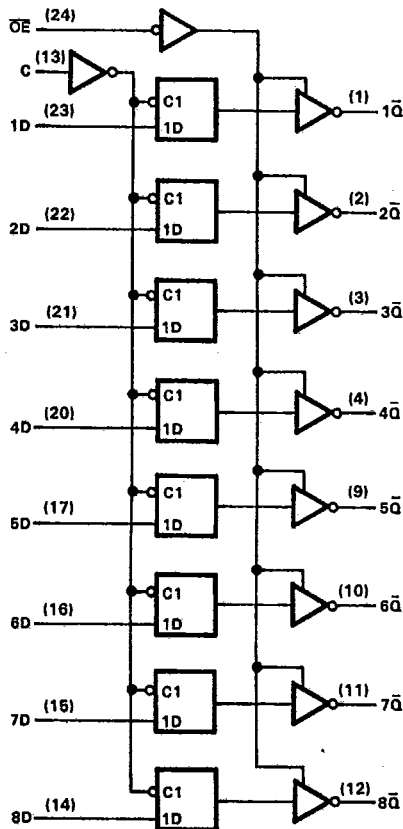 O̅E̅ (24)
C (13)
C1
1D (23) 1D (1) 1Q̅
C1
2D (22) 1D (2) 2Q̅
C1
3D (21) 1D (3) 3Q̅
C1
4D (20) 1D (4) 4Q̅
C1
5D (17) 1D (9) 5Q̅
C1
6D (16) 1D (10) 6Q̅
C1
7D (15) 1D (11) 7Q̅
C1
8D (14) 1D (12) 8Q̅